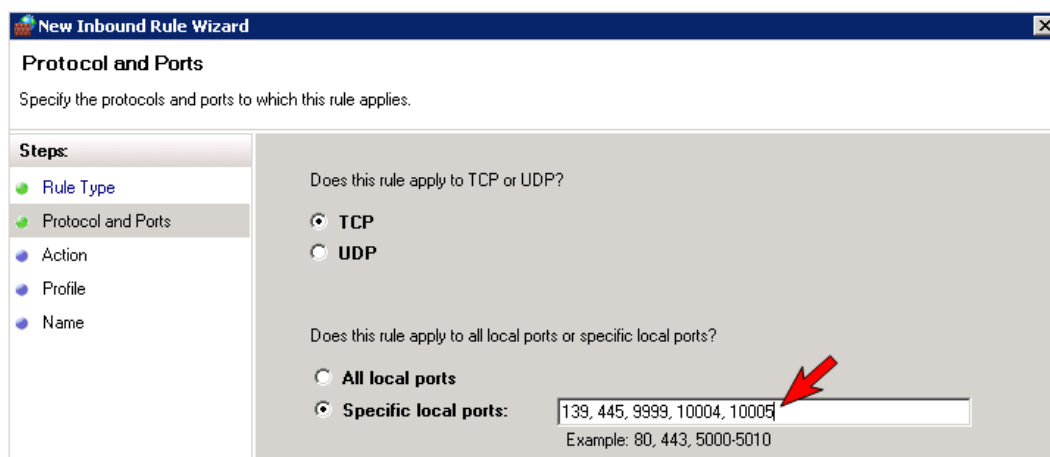 New Inbound Rule Wizard
Protocol and Ports
Specify the protocols and ports to which this rule applies.
Steps:
Rule Type
Protocol and Ports
Action
Profile
Name
Does this rule apply to TCP or UDP?
TCP
UDP
Does this rule apply to all local ports or specific local ports?
All local ports
Specific local ports: 139, 445, 9999, 10004, 10005
Example: 80, 443, 5000-5010